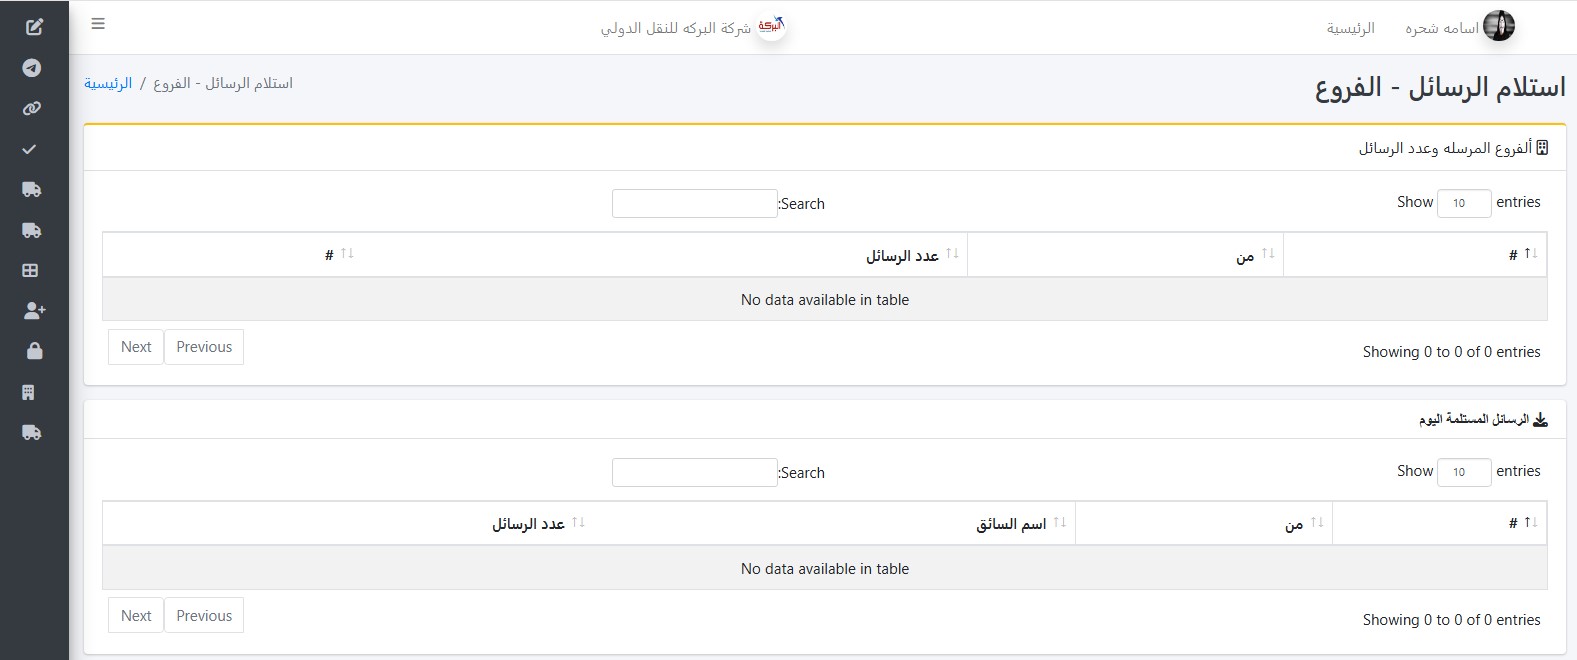 اسامه شحره
الرئيسية
البركة
شركة البركه للنقل الدولي
استلام الرسائل - الفروع
الرئيسية / استلام الرسائل - الفروع
ألفروع المرسله وعدد الرسائل
Show 10 entries
Search:
# من عدد الرسائل #
No data available in table
Showing 0 to 0 of 0 entries
Previous Next
الرسائل المستلمة اليوم
Show 10 entries
Search:
# من اسم السائق عدد الرسائل
No data available in table
Showing 0 to 0 of 0 entries
Previous Next